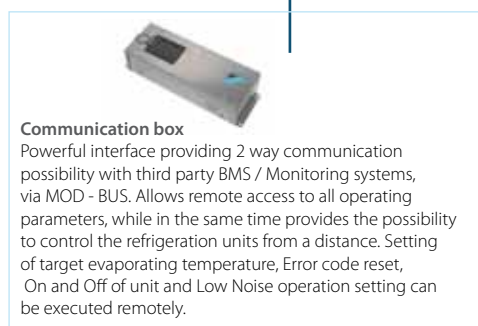 Communication box
Powerful interface providing 2 way communication
possibility with third party BMS / Monitoring systems,
via MOD - BUS. Allows remote access to all operating
parameters, while in the same time provides the possibility
to control the refrigeration units from a distance. Setting
of target evaporating temperature, Error code reset,
On and Off of unit and Low Noise operation setting can
be executed remotely.